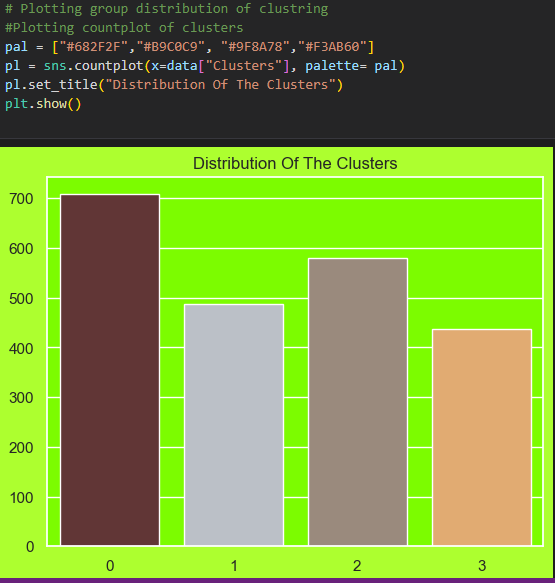 # Plotting group distribution of clustring
#Plotting countplot of clusters
pal = ["#682F2F","#B9C0C9", "#9F8A78","#F3AB60"]
pl = sns.countplot(x=data["Clusters"], palette= pal)
pl.set_title("Distribution Of The Clusters")
plt.show()
Distribution Of The Clusters
700
600
500
400
300
200
100
0
0 1 2 3